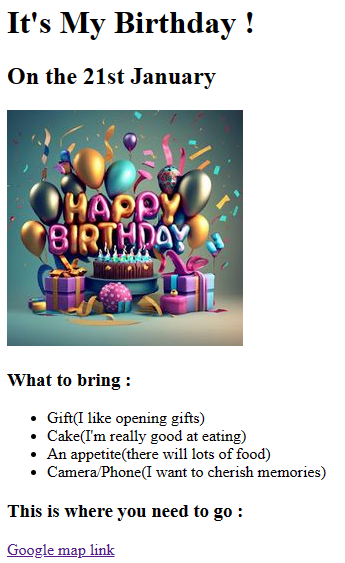 It's My Birthday !
On the 21st January
HAPPY
BIRTHDAY
What to bring :
Gift(I like opening gifts)
Cake(I'm really good at eating)
An appetite(there will lots of food)
Camera/Phone(I want to cherish memories)
This is where you need to go :
Google map link